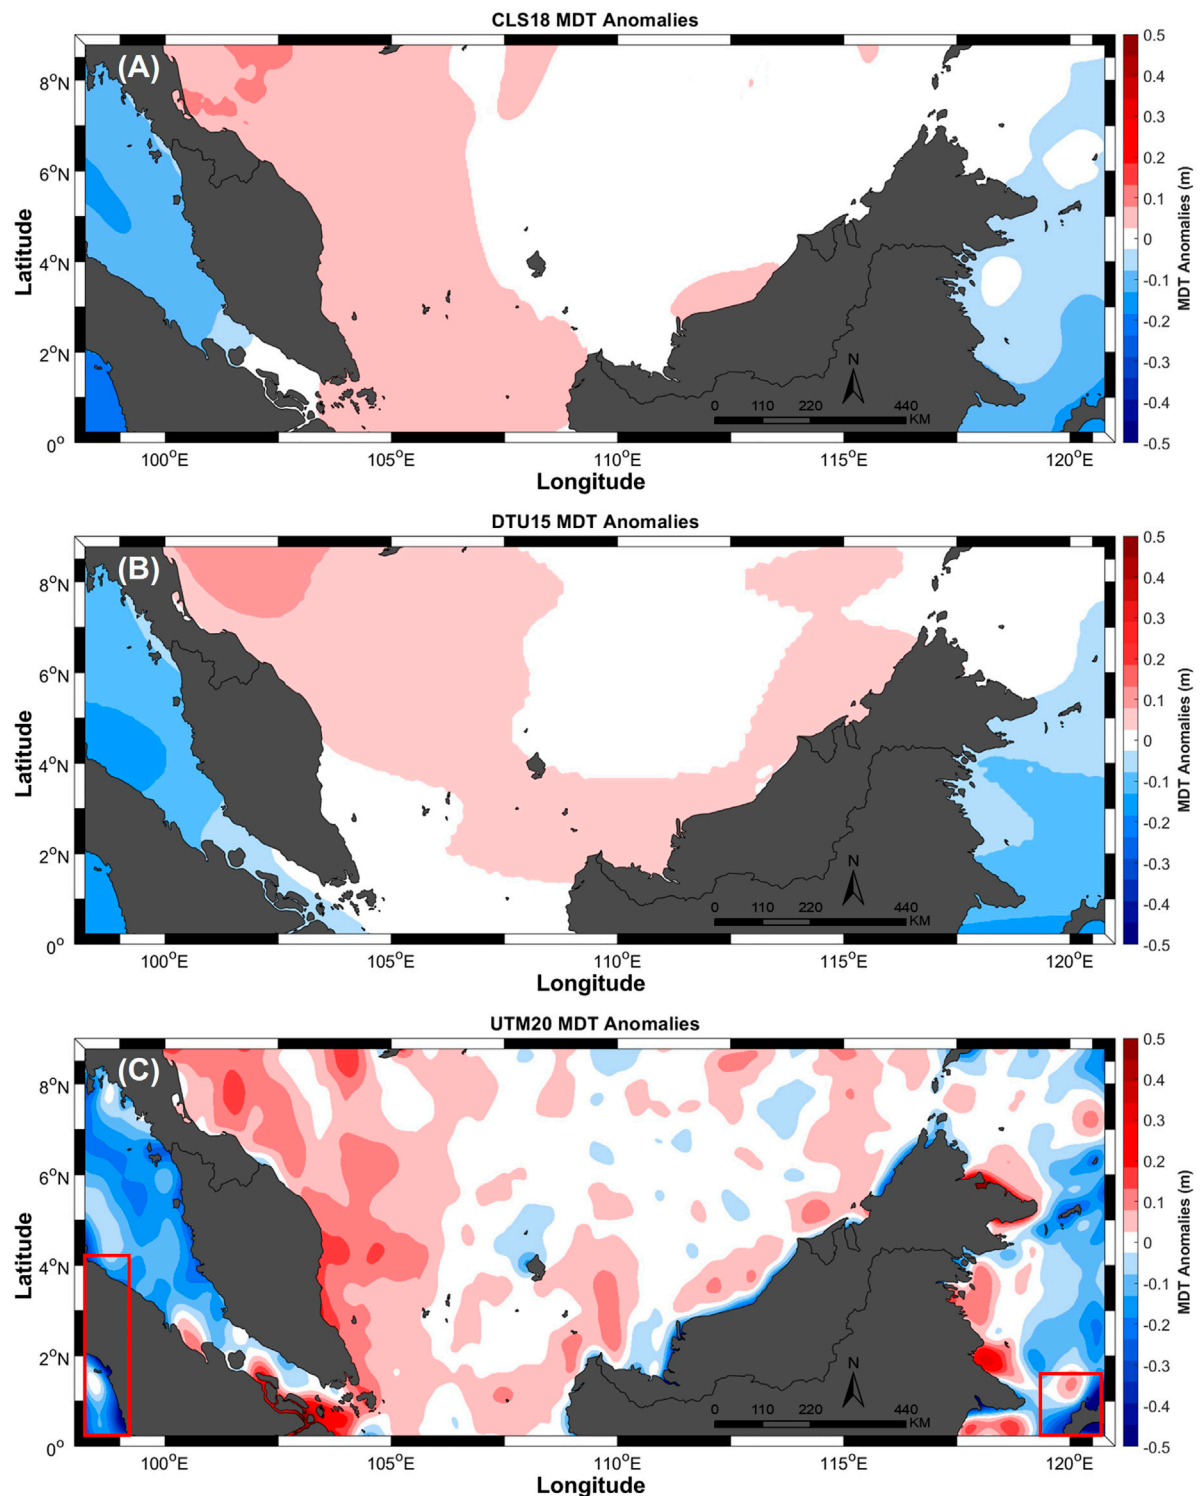 CLS18 MDT Anomalies
(A)
8°N
6°N
4°N
2°N
0°
Latitude
100°E 105°E 110°E 115°E 120°E
Longitude
N
0 110 220 440
KM
0.5
0.4
0.3
0.2
0.1
0
-0.1
-0.2
-0.3
-0.4
-0.5
MDT Anomalies (m)
DTU15 MDT Anomalies
(B)
8°N
6°N
4°N
2°N
0°
Latitude
100°E 105°E 110°E 115°E 120°E
Longitude
N
0 110 220 440
KM
0.5
0.4
0.3
0.2
0.1
0
-0.1
-0.2
-0.3
-0.4
-0.5
MDT Anomalies (m)
UTM20 MDT Anomalies
(C)
8°N
6°N
4°N
2°N
0°
Latitude
100°E 105°E 110°E 115°E 120°E
Longitude
N
0 110 220 440
KM
0.5
0.4
0.3
0.2
0.1
0
-0.1
-0.2
-0.3
-0.4
-0.5
MDT Anomalies (m)